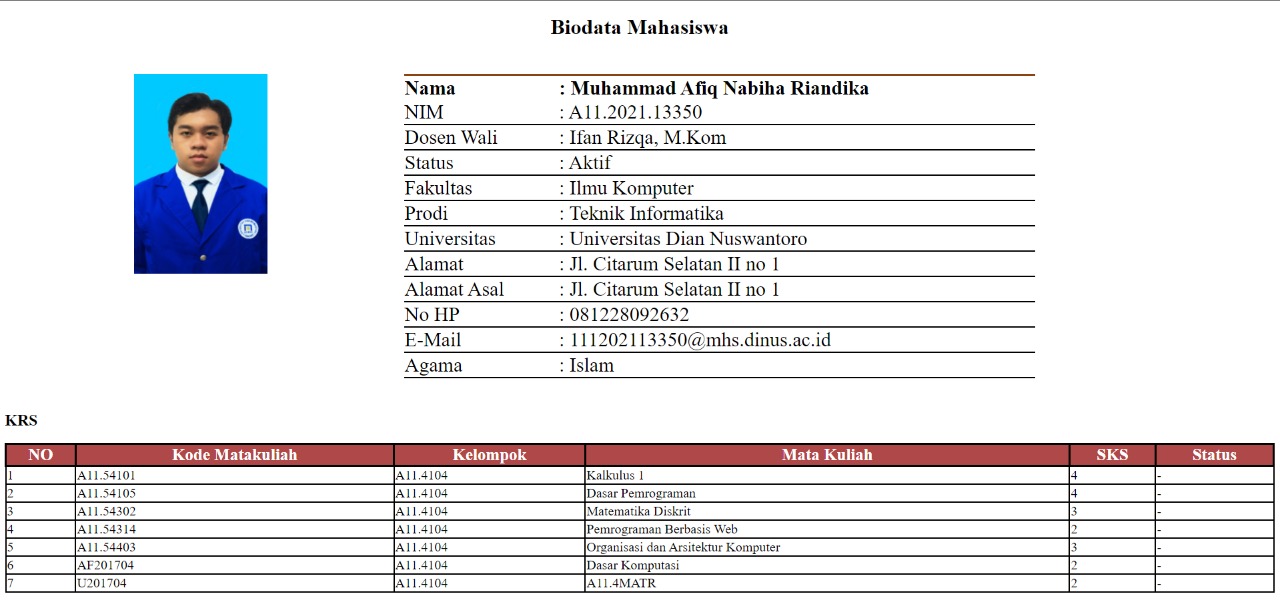 Biodata Mahasiswa
Nama : Muhammad Afiq Nabiha Riandika
NIM : A11.2021.13350
Dosen Wali : Ifan Rizqa, M.Kom
Status : Aktif
Fakultas : Ilmu Komputer
Prodi : Teknik Informatika
Universitas : Universitas Dian Nuswantoro
Alamat : Jl. Citarum Selatan II no 1
Alamat Asal : Jl. Citarum Selatan II no 1
No HP : 081228092632
E-Mail : 111202113350@mhs.dinus.ac.id
Agama : Islam
KRS
NO Kode Matakuliah Kelompok Mata Kuliah SKS Status
1 A11.54101 A11.4104 Kalkulus 1 4 -
2 A11.54105 A11.4104 Dasar Pemrograman 4 -
3 A11.54302 A11.4104 Matematika Diskrit 3 -
4 A11.54314 A11.4104 Pemrograman Berbasis Web 2 -
5 A11.54403 A11.4104 Organisasi dan Arsitektur Komputer 3 -
6 AF201704 A11.4104 Dasar Komputasi 2 -
7 U201704 A11.4104 A11.4MATR 2 -